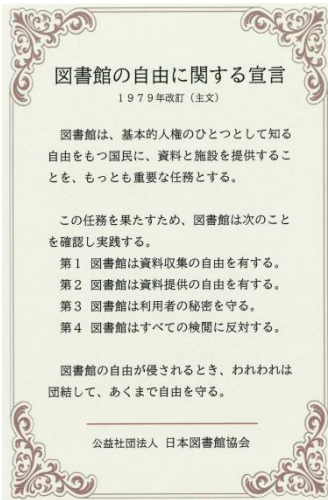 図書館の自由に関する宣言
1979年改訂（主文）
図書館は、基本的人権のひとつとして知る
自由をもつ国民に、資料と施設を提供するこ
とを、もっとも重要な任務とする。
この任務を果たすため、図書館は次のこと
を確認し実践する。
第1 図書館は資料収集の自由を有する。
第2 図書館は資料提供の自由を有する。
第3 図書館は利用者の秘密を守る。
第4 図書館はすべての検閲に反対する。
図書館の自由が侵されるとき、われわれは
団結して、あくまで自由を守る。
公益社団法人 日本図書館協会